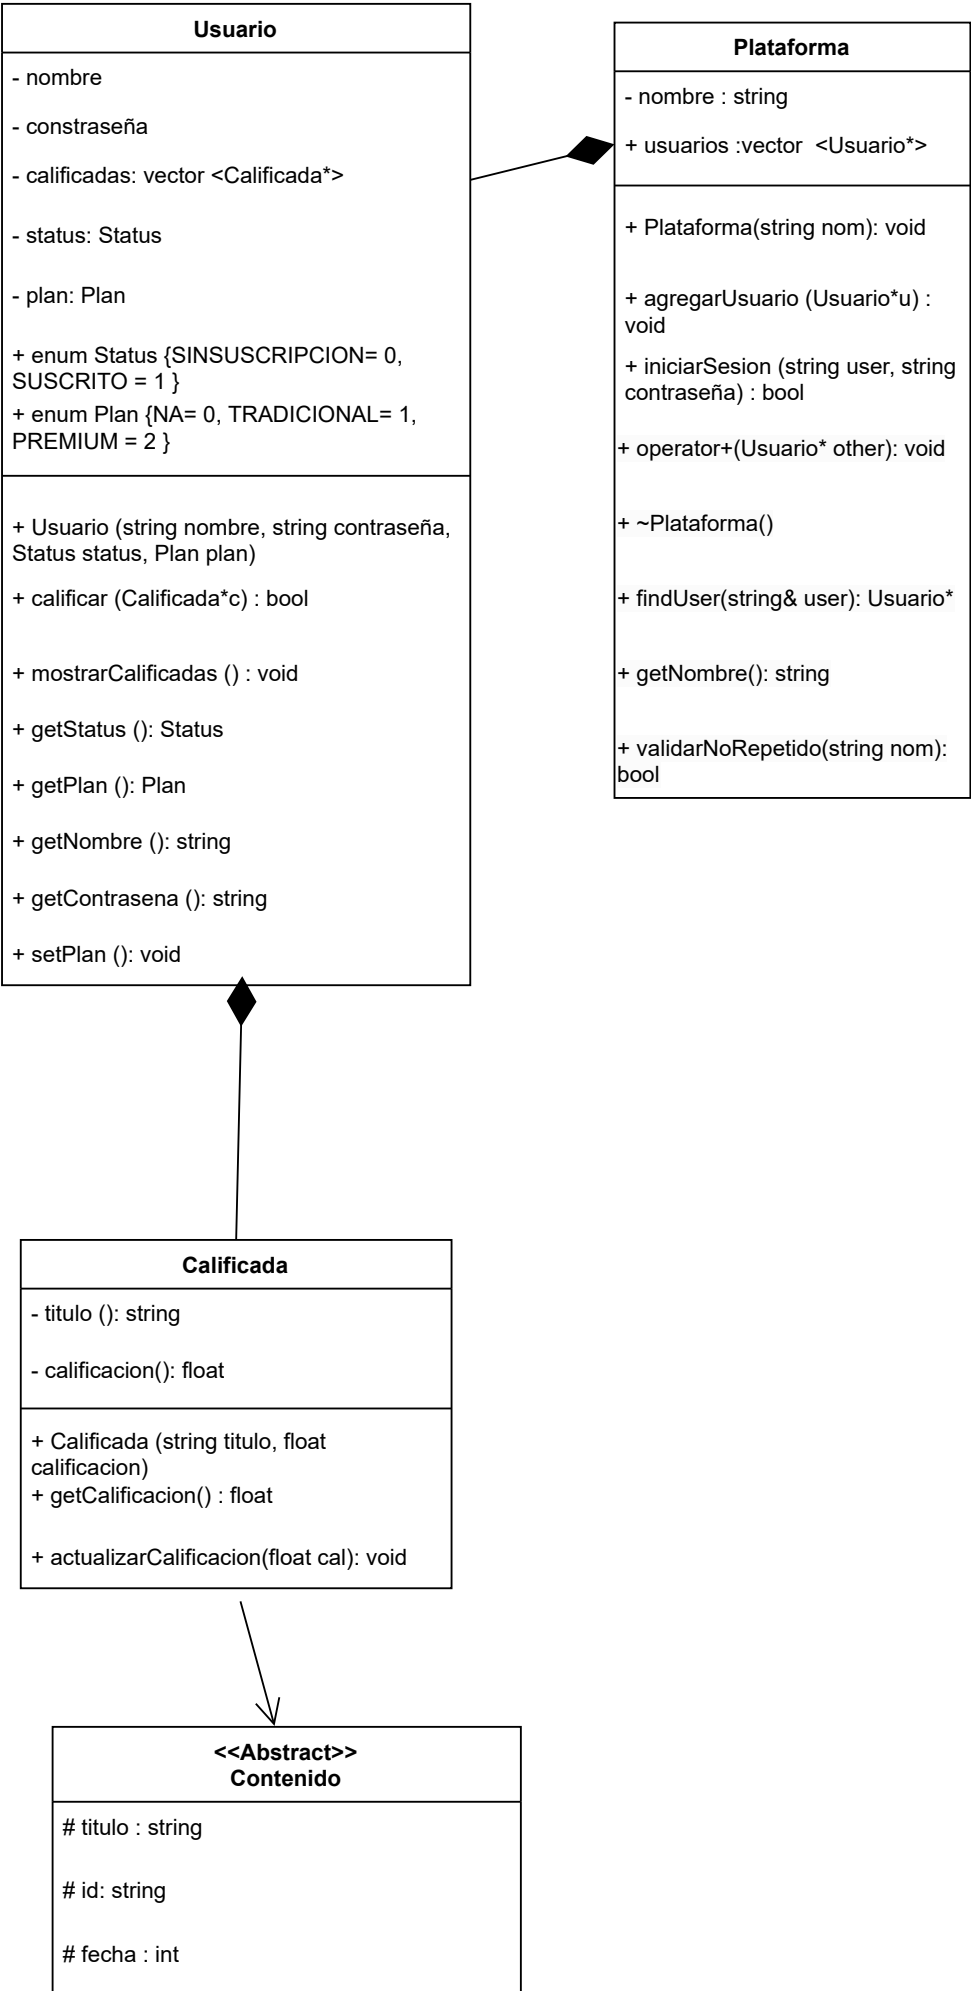 Usuario
- nombre
- constraseña
- calificadas: vector <Calificada*>
- status: Status
- plan: Plan
+ enum Status {SINSUSCRIPCION= 0,
SUSCRITO = 1 }
+ enum Plan {NA= 0, TRADICIONAL= 1,
PREMIUM = 2 }
+ Usuario (string nombre, string contraseña,
Status status, Plan plan)
+ calificar (Calificada*c) : bool
+ mostrarCalificadas () : void
+ getStatus (): Status
+ getPlan (): Plan
+ getNombre (): string
+ getContrasena (): string
+ setPlan (): void
Plataforma
- nombre : string
+ usuarios :vector <Usuario*>
+ Plataforma(string nom): void
+ agregarUsuario (Usuario*u) :
void
+ iniciarSesion (string user, string
contraseña) : bool
+ operator+(Usuario* other): void
+ ~Plataforma()
+ findUser(string& user): Usuario*
+ getNombre(): string
+ validarNoRepetido(string nom):
bool
Calificada
- titulo (): string
- calificacion(): float
+ Calificada (string titulo, float
calificacion)
+ getCalificacion() : float
+ actualizarCalificacion(float cal): void
<<Abstract>>
Contenido
# titulo : string
# id: string
# fecha : int